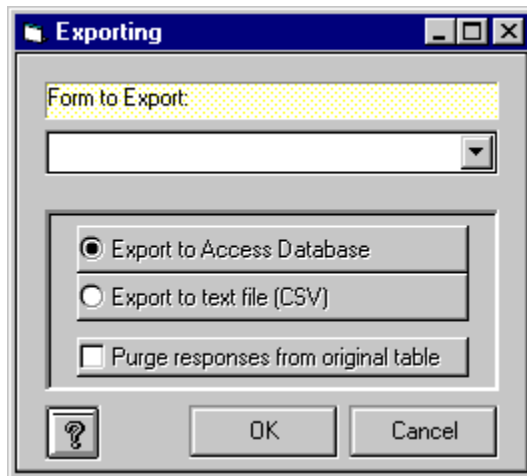 Exporting
Form to Export:
Export to Access Database
Export to text file (CSV)
Purge responses from original table
?
OK
Cancel